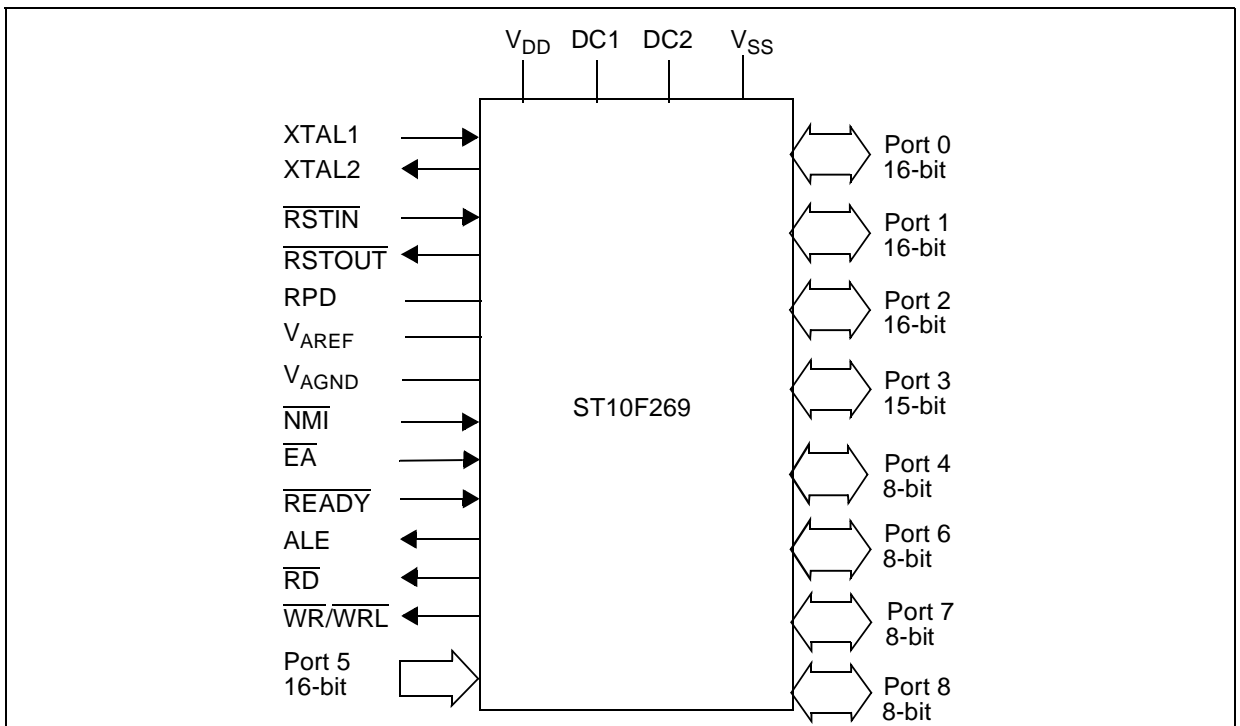 VDD DC1 DC2 VSS
XTAL1
XTAL2
RSTIN
RSTOUT
RPD
VAREF
VAGND
NMI
EA
READY
ALE
RD
WR/WRL
Port 5
16-bit
ST10F269
Port 0
16-bit
Port 1
16-bit
Port 2
16-bit
Port 3
15-bit
Port 4
8-bit
Port 6
8-bit
Port 7
8-bit
Port 8
8-bit